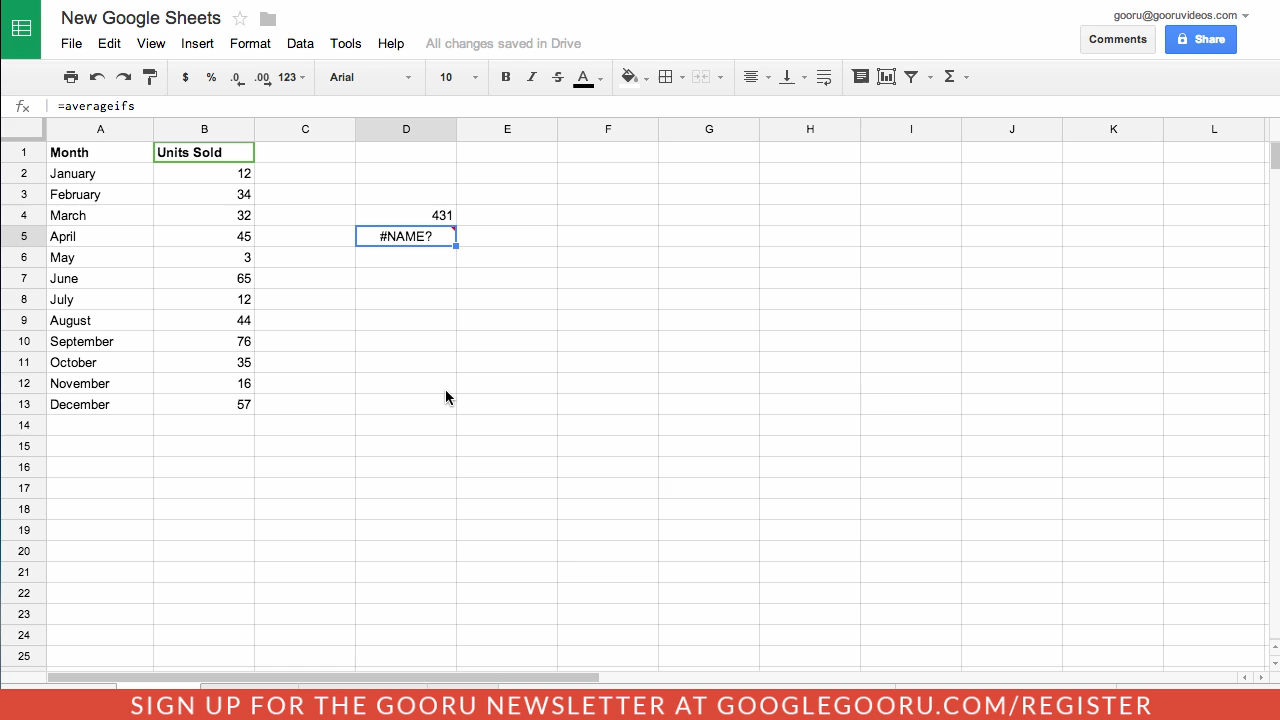 New Google Sheets
gooru@gooruvideos.com
File Edit View Insert Format Data Tools Help All changes saved in Drive
Comments Share
$ % .0 .00 123 Arial 10 B I S A Σ
fx =averageifs
A B C D E F G H I J K L
1 Month Units Sold
2 January 12
3 February 34
4 March 32 431
5 April 45 #NAME?
6 May 3
7 June 65
8 July 12
9 August 44
10 September 76
11 October 35
12 November 16
13 December 57
14
15
16
17
18
19
20
21
22
23
24
25
SIGN UP FOR THE GOORU NEWSLETTER AT GOOGLEGOORU.COM/REGISTER